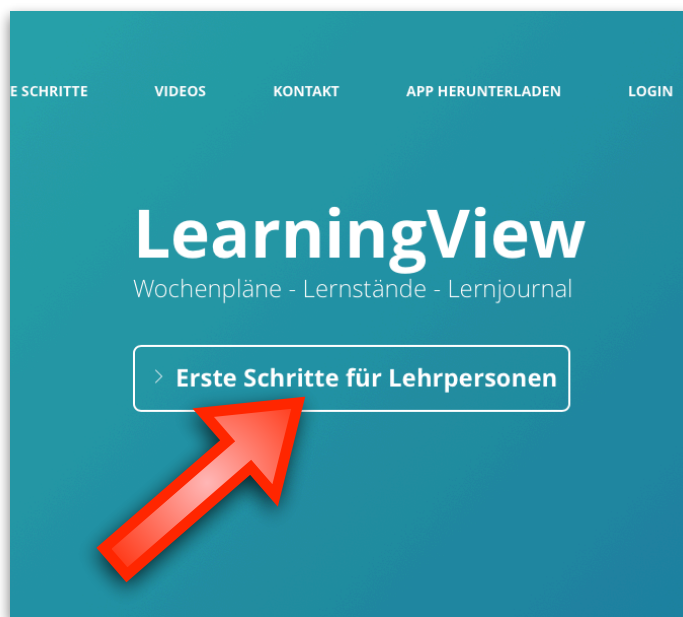 E SCHRITTE VIDEOS KONTAKT APP HERUNTERLADEN LOGIN
LearningView
Wochenpläne - Lernstände - Lernjournal
> Erste Schritte für Lehrpersonen